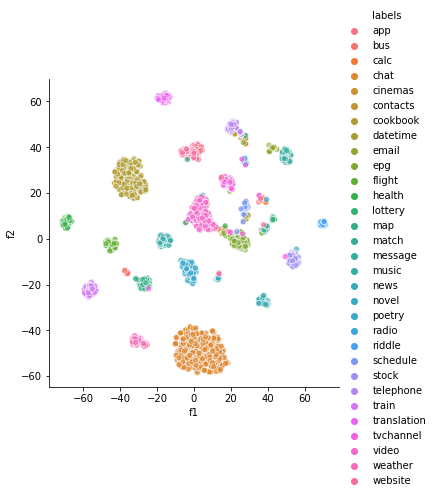 labels
app
bus
calc
chat
cinemas
contacts
cookbook
datetime
email
epg
flight
health
lottery
map
match
message
music
news
novel
poetry
radio
riddle
schedule
stock
telephone
train
translation
tvchannel
video
weather
website
60
40
20
0
−20
−40
−60
f2
−60 −40 −20 0 20 40 60
f1